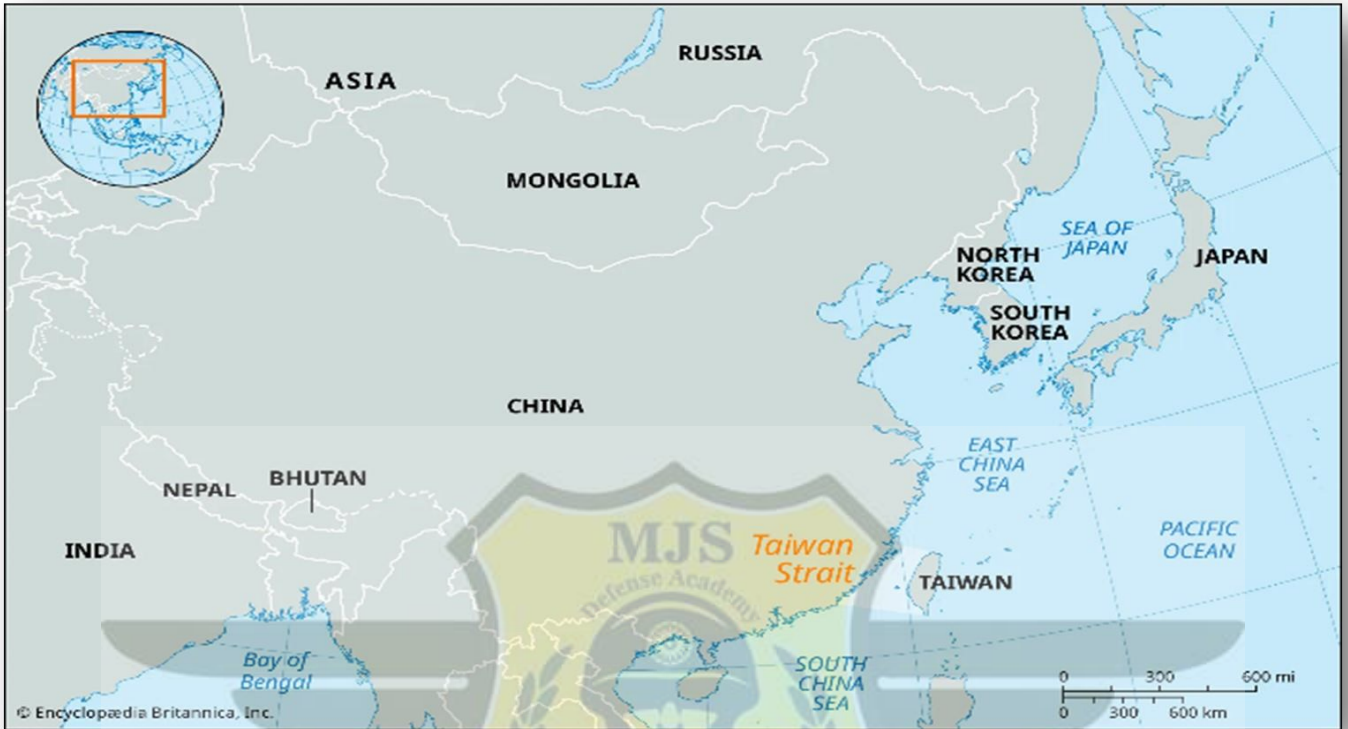 RUSSIA
ASIA
MONGOLIA
SEA OF
JAPAN
NORTH
KOREA
JAPAN
SOUTH
KOREA
CHINA
EAST
CHINA
SEA
BHUTAN
NEPAL
PACIFIC
OCEAN
INDIA
MJS
Defense Academy
Taiwan
Strait
TAIWAN
Bay of
Bengal
SOUTH
CHINA
SEA
0 300 600 mi
0 300 600 km
© Encyclopædia Britannica, Inc.